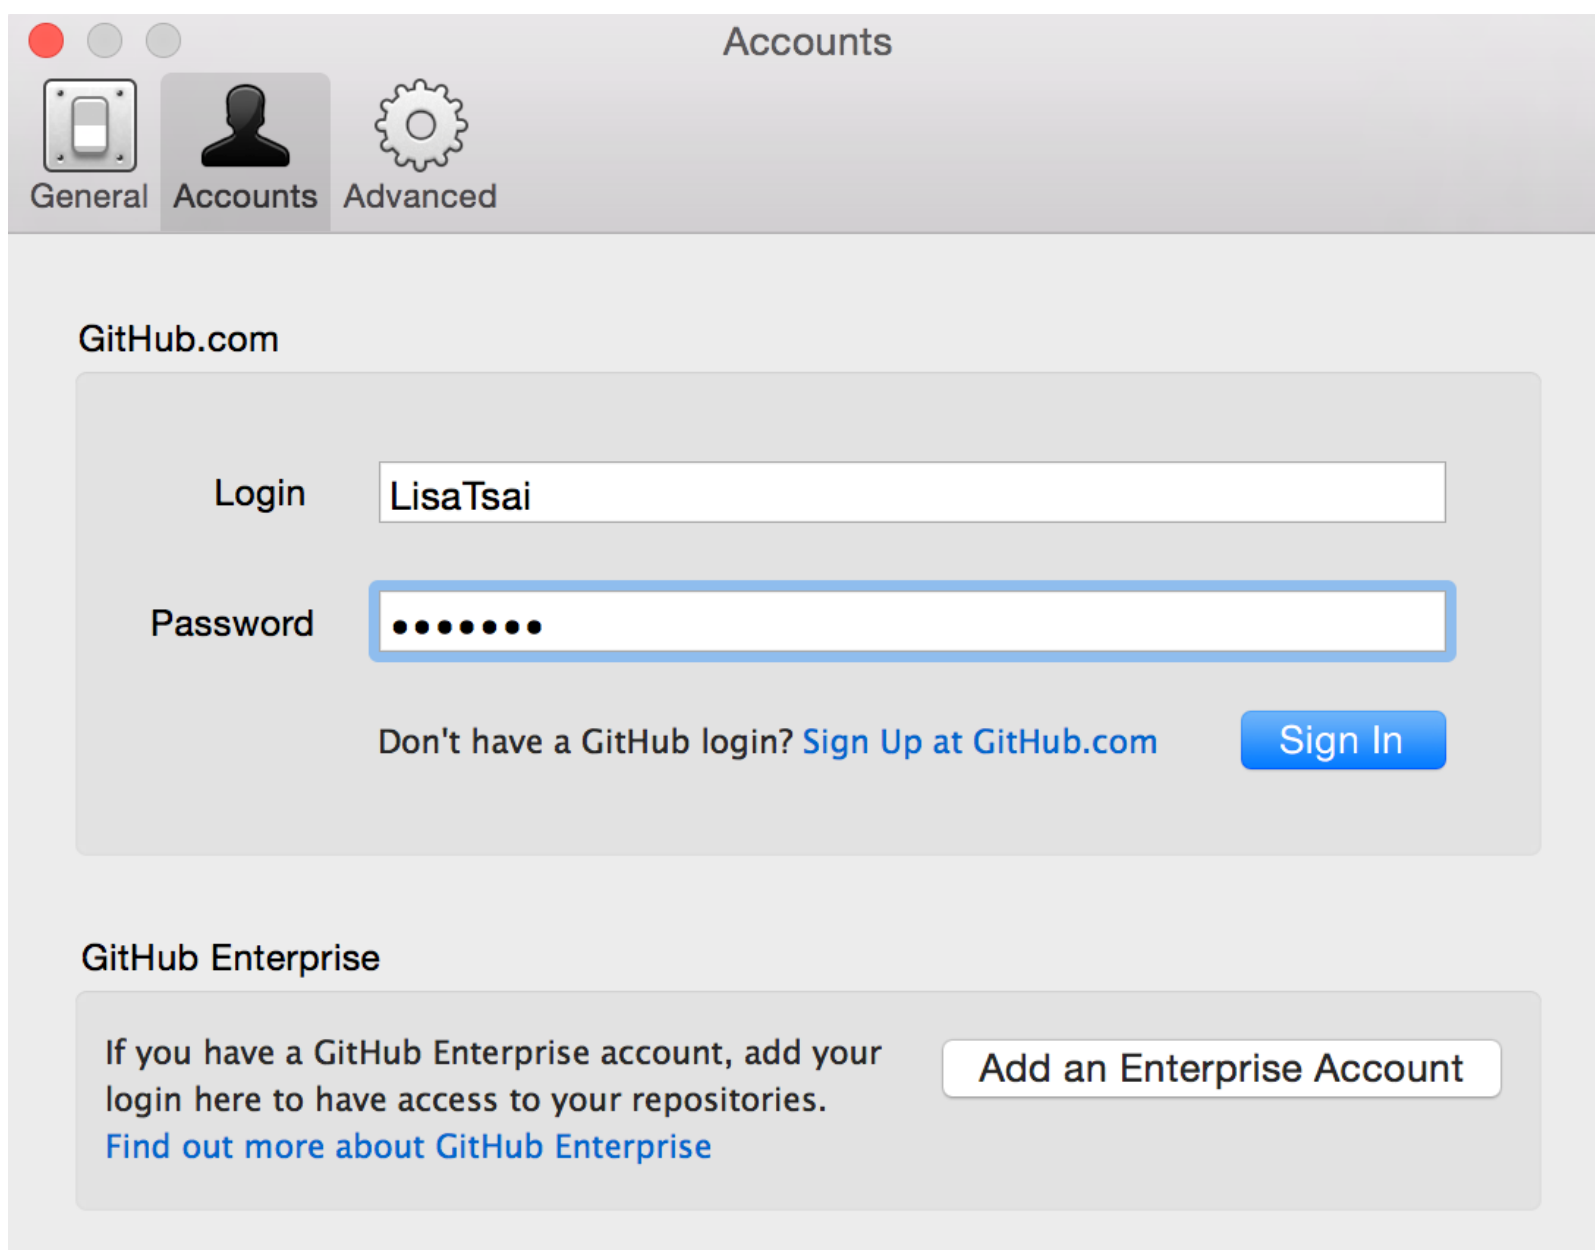 Accounts
General Accounts Advanced
GitHub.com
Login LisaTsai
Password •••••••
Don't have a GitHub login? Sign Up at GitHub.com Sign In
GitHub Enterprise
If you have a GitHub Enterprise account, add your
login here to have access to your repositories.
Find out more about GitHub Enterprise
Add an Enterprise Account